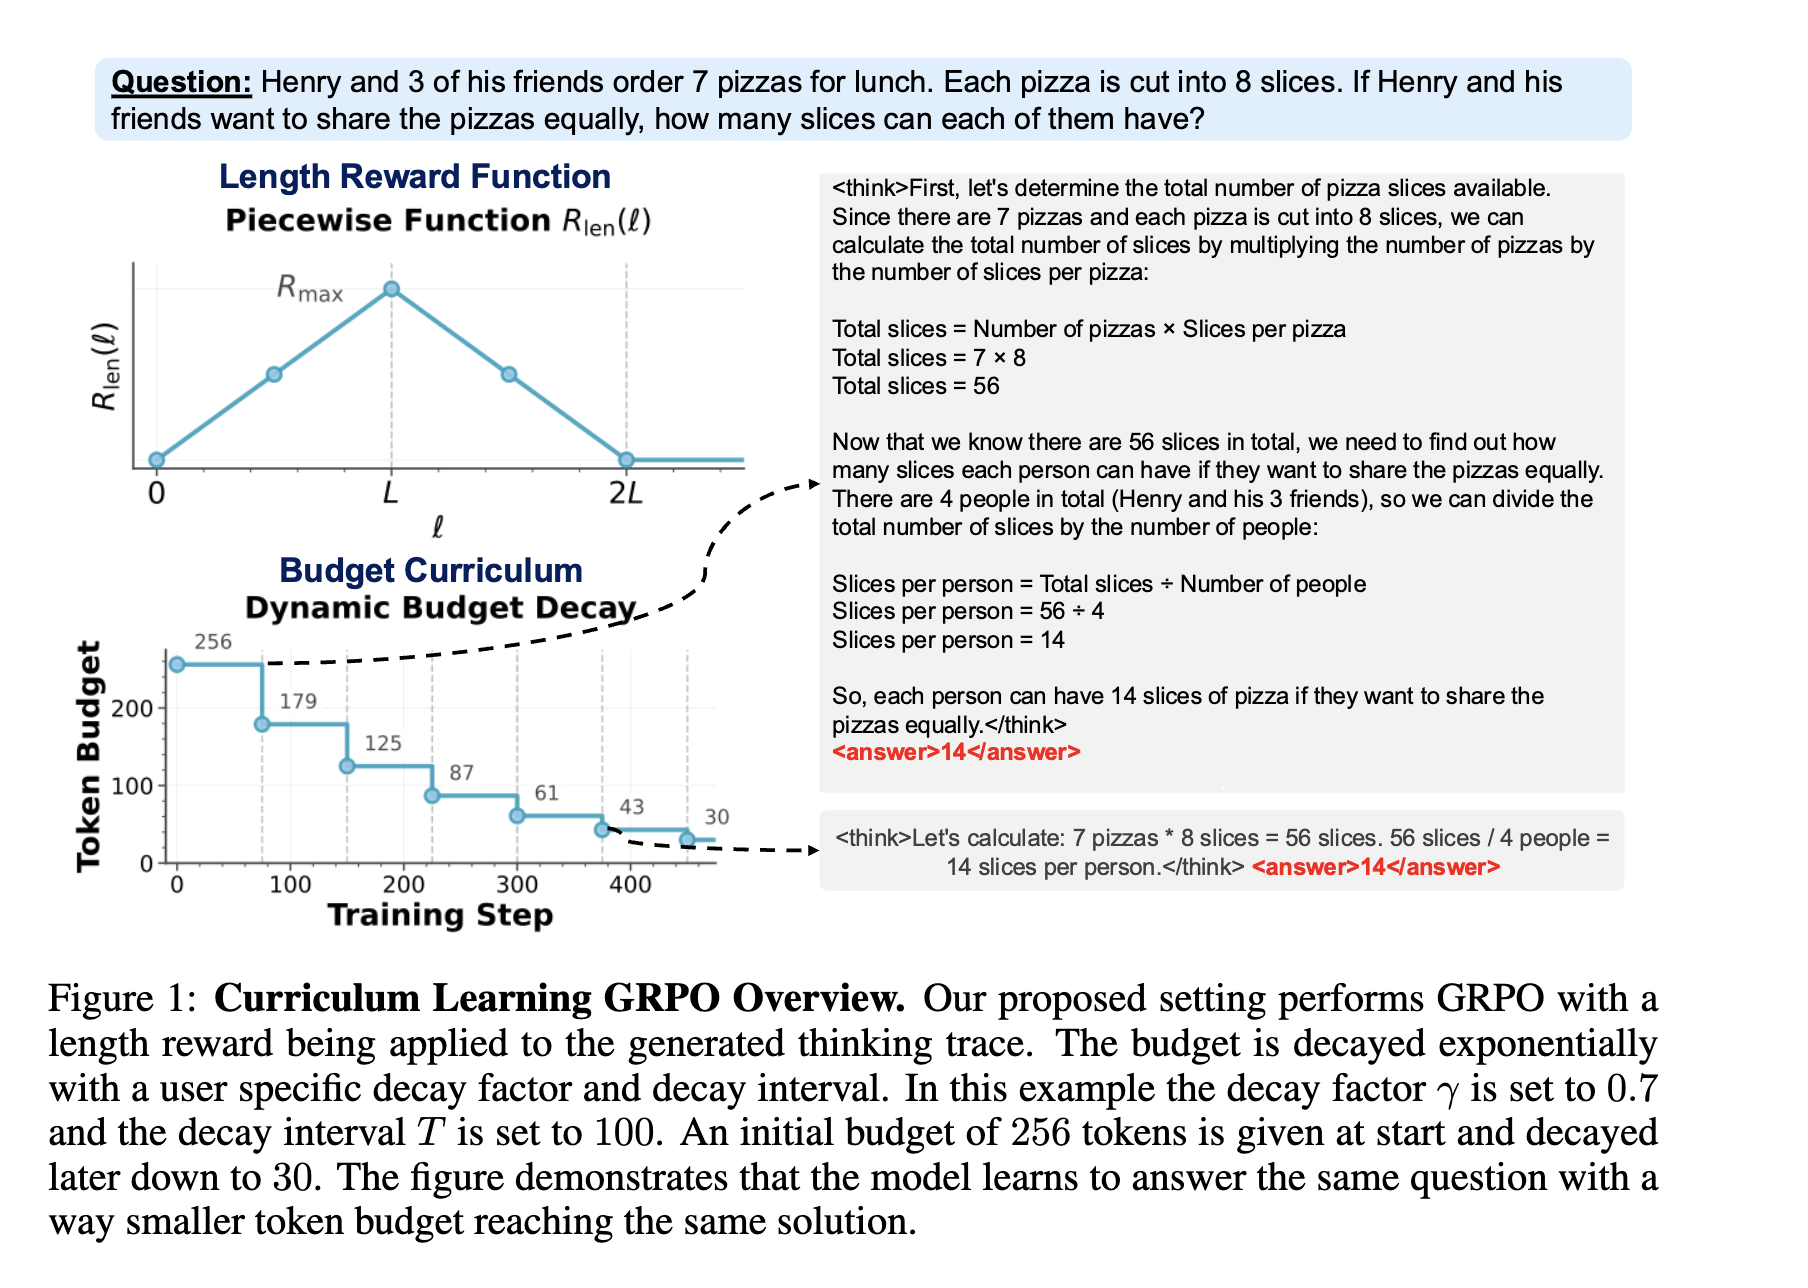 Question: Henry and 3 of his friends order 7 pizzas for lunch. Each pizza is cut into 8 slices. If Henry and his
friends want to share the pizzas equally, how many slices can each of them have?
Length Reward Function
Piecewise Function R_len(ℓ)
R_max
R_len(ℓ)
0
L
2L
ℓ
Budget Curriculum
Dynamic Budget Decay
256
179
125
87
61
43
30
Token Budget
200
100
0
0
100
200
300
400
Training Step
<think>First, let's determine the total number of pizza slices available.
Since there are 7 pizzas and each pizza is cut into 8 slices, we can
calculate the total number of slices by multiplying the number of pizzas by
the number of slices per pizza:
Total slices = Number of pizzas × Slices per pizza
Total slices = 7 × 8
Total slices = 56
Now that we know there are 56 slices in total, we need to find out how
many slices each person can have if they want to share the pizzas equally.
There are 4 people in total (Henry and his 3 friends), so we can divide the
total number of slices by the number of people:
Slices per person = Total slices ÷ Number of people
Slices per person = 56 ÷ 4
Slices per person = 14
So, each person can have 14 slices of pizza if they want to share the
pizzas equally.</think>
<answer>14</answer>
<think>Let's calculate: 7 pizzas * 8 slices = 56 slices. 56 slices / 4 people =
14 slices per person.</think> <answer>14</answer>
Figure 1: Curriculum Learning GRPO Overview. Our proposed setting performs GRPO with a
length reward being applied to the generated thinking trace. The budget is decayed exponentially
with a user specific decay factor and decay interval. In this example the decay factor γ is set to 0.7
and the decay interval T is set to 100. An initial budget of 256 tokens is given at start and decayed
later down to 30. The figure demonstrates that the model learns to answer the same question with a
way smaller token budget reaching the same solution.